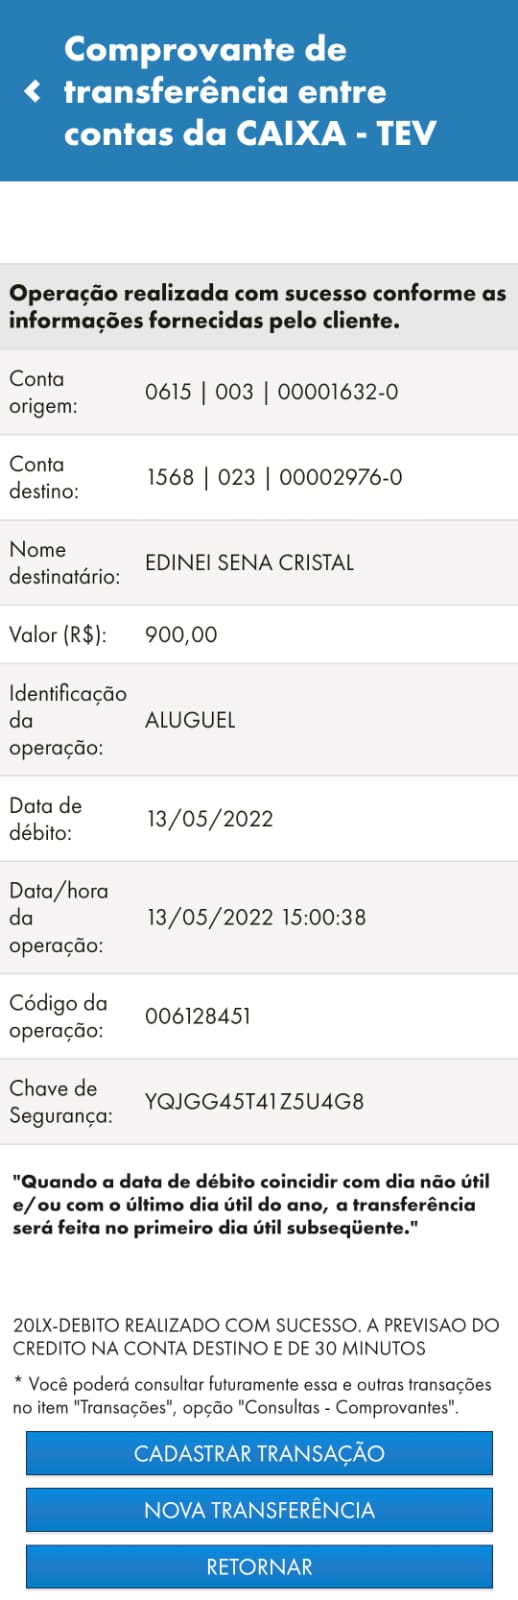 Comprovante de
transferência entre
contas da CAIXA - TEV
Operação realizada com sucesso conforme as
informações fornecidas pelo cliente.
Conta
origem:
0615 | 003 | 00001632-0
Conta
destino:
1568 | 023 | 00002976-0
Nome
destinatário:
EDINEI SENA CRISTAL
Valor (R$): 900,00
Identificação
da
operação:
ALUGUEL
Data de
débito:
13/05/2022
Data/hora
da
operação:
13/05/2022 15:00:38
Código da
operação:
006128451
Chave de
Segurança:
YQJGG45T41Z5U4G8
"Quando a data de débito coincidir com dia não útil
e/ou com o último dia útil do ano, a transferência
será feita no primeiro dia útil subseqüente."
20LX-DEBITO REALIZADO COM SUCESSO. A PREVISAO DO
CREDITO NA CONTA DESTINO E DE 30 MINUTOS
* Você poderá consultar futuramente essa e outras transações
no item "Transações", opção "Consultas - Comprovantes".
CADASTRAR TRANSAÇÃO
NOVA TRANSFERÊNCIA
RETORNAR